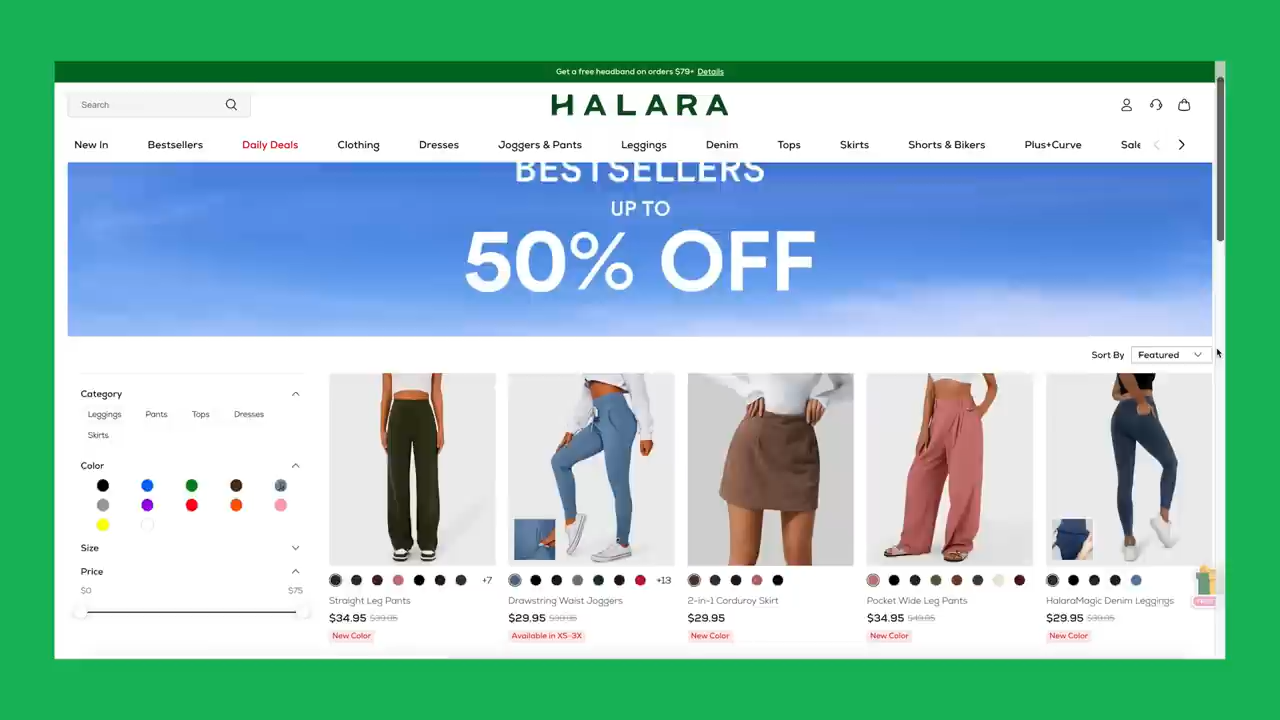 Get a free headband on orders $79+ Details
Search
HALARA
New In
Bestsellers
Daily Deals
Clothing
Dresses
Joggers & Pants
Leggings
Denim
Tops
Skirts
Shorts & Bikers
Plus+Curve
Sale
BESTSELLERS
UP TO
50% OFF
Sort By
Featured
Category
Leggings
Pants
Tops
Dresses
Skirts
Color
Size
Price
$0
$75
+7
Straight Leg Pants
$34.95
New Color
+13
Drawstring Waist Joggers
$29.95
Available in XS-3X
2-in-1 Corduroy Skirt
$29.95
New Color
Pocket Wide Leg Pants
$34.95
New Color
HalaraMagic Denim Leggings
$29.95
New Color